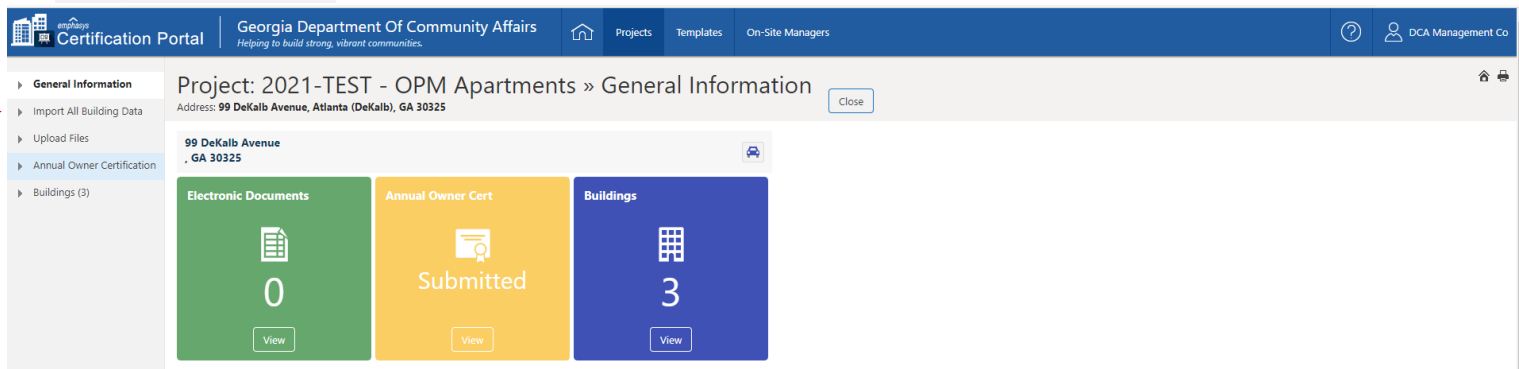 emphasys
Certification Portal
Georgia Department Of Community Affairs
Helping to build strong, vibrant communities.
Projects
Templates
On-Site Managers
DCA Management Co
General Information
Import All Building Data
Upload Files
Annual Owner Certification
Buildings (3)
Project: 2021-TEST - OPM Apartments » General Information
Address: 99 DeKalb Avenue, Atlanta (DeKalb), GA 30325
Close
99 DeKalb Avenue
, GA 30325
Electronic Documents
0
View
Annual Owner Cert
Submitted
View
Buildings
3
View